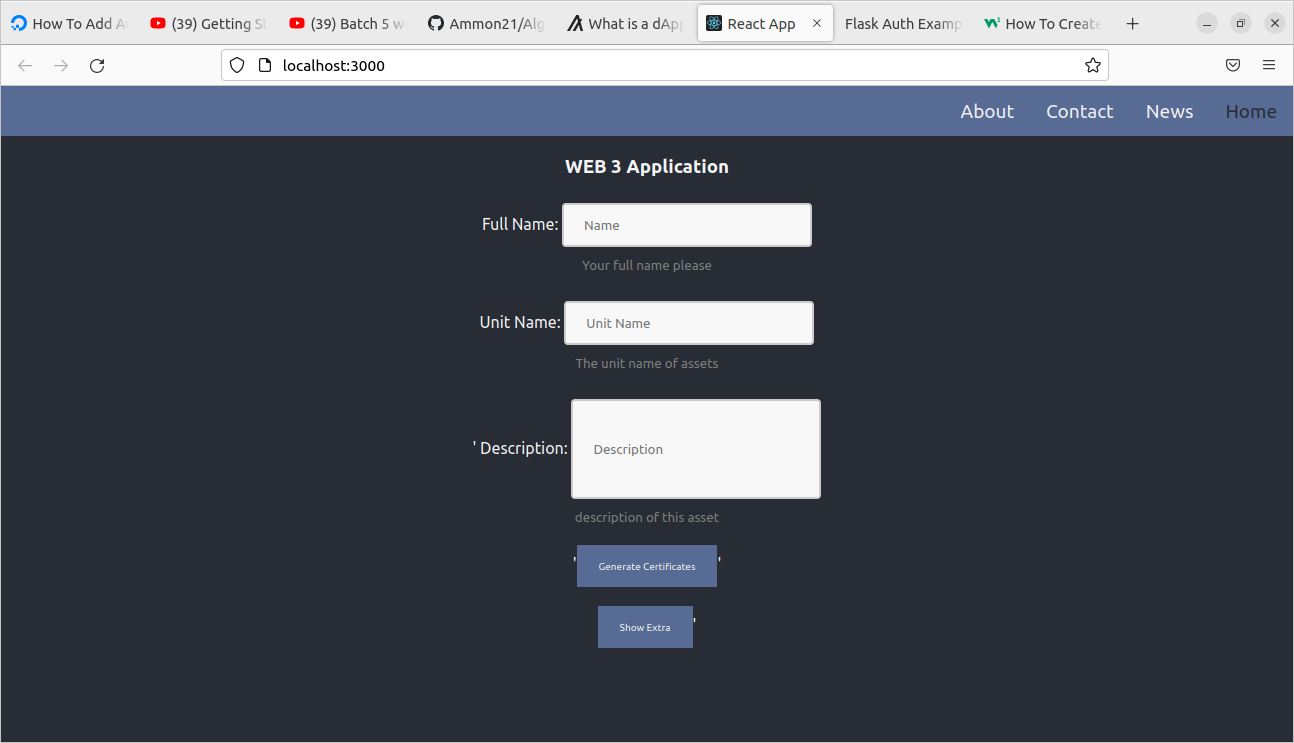 How To Add A
(39) Getting St
(39) Batch 5 w
Ammon21/Alg
What is a dApp
React App
Flask Auth Examp
How To Create
localhost:3000
About
Contact
News
Home
WEB 3 Application
Full Name:
Name
Your full name please
Unit Name:
Unit Name
The unit name of assets
' Description:
Description
description of this asset
' Generate Certificates '
Show Extra '